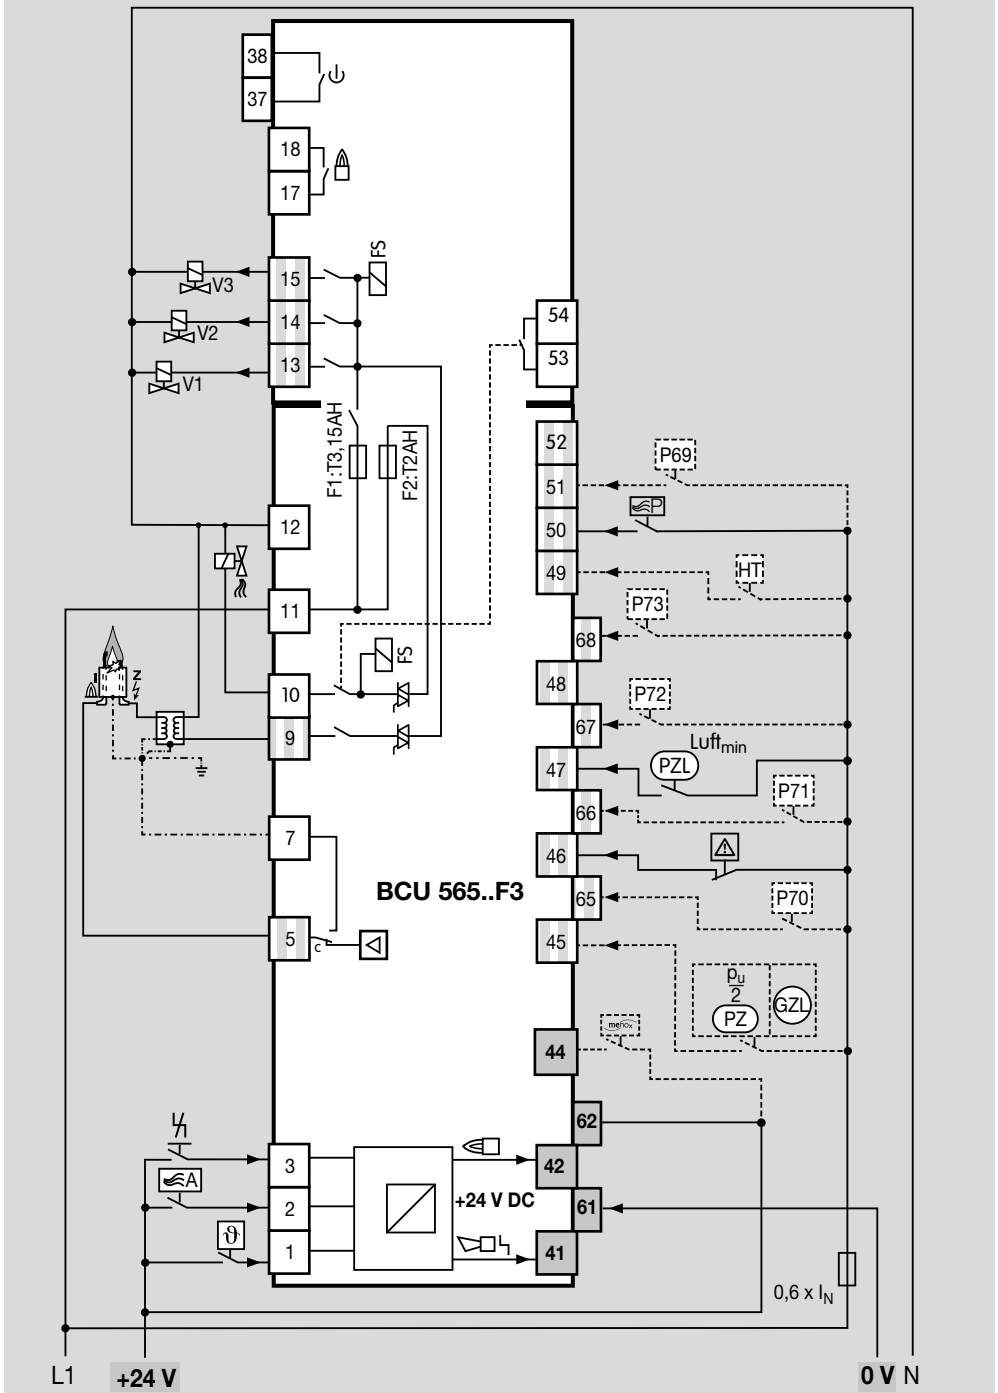 38
37
18
17
FS
15
V3
14
V2
13
V1
54
53
F1:T3,15AH
F2:T2AH
52
P69
51
P
50
12
49
HT
11
P73
68
FS
48
10
P72
67
9
Z
I
Luftmin
47
PZL
P71
66
7
46
BCU 565..F3
65
P70
5
c
45
pu
2
PZ
GZL
menox
44
62
3
42
A
2
+24 V DC
61
ϑ
1
41
0,6 x IN
L1
+24 V
0 V
N